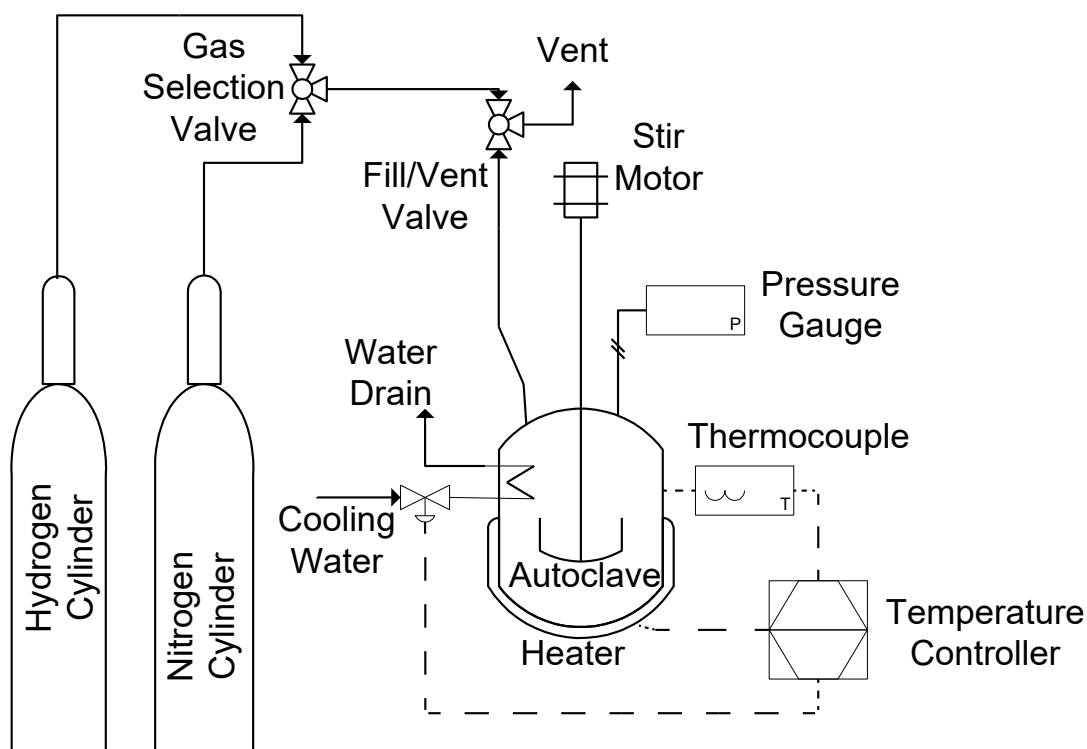 Gas
Selection
Valve
Vent
Stir
Motor
Fill/Vent
Valve
Pressure
Gauge
P
Water
Drain
Thermocouple
T
Cooling
Water
Autoclave
Heater
Temperature
Controller
Hydrogen
Cylinder
Nitrogen
Cylinder